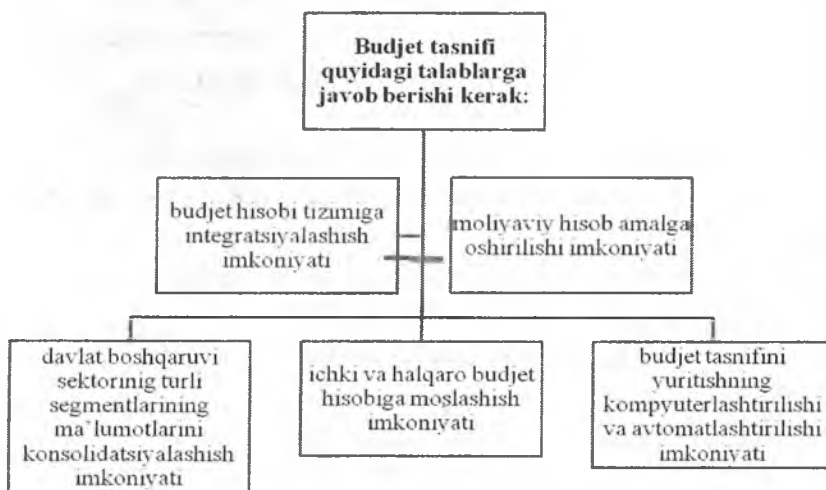 Budjet tasnifi
quyidagi talablarga
javob berishi kerak:
budjet hisobi tizimiga
integratsiyalashish
imkoniyati
moliyaviy hisob amalga
oshirilishi imkoniyati
davlat boshqaruvi
sektorinig turli
segmentlarining
ma'lumotlarini
konsolidatsiyalashish
imkoniyati
ichki va halqaro budjet
hisobiga moslashish
imkoniyati
budjet tasnifini
yuritishning
kompyuterlashtirilishi
va avtomatlashtirilishi
imkoniyati